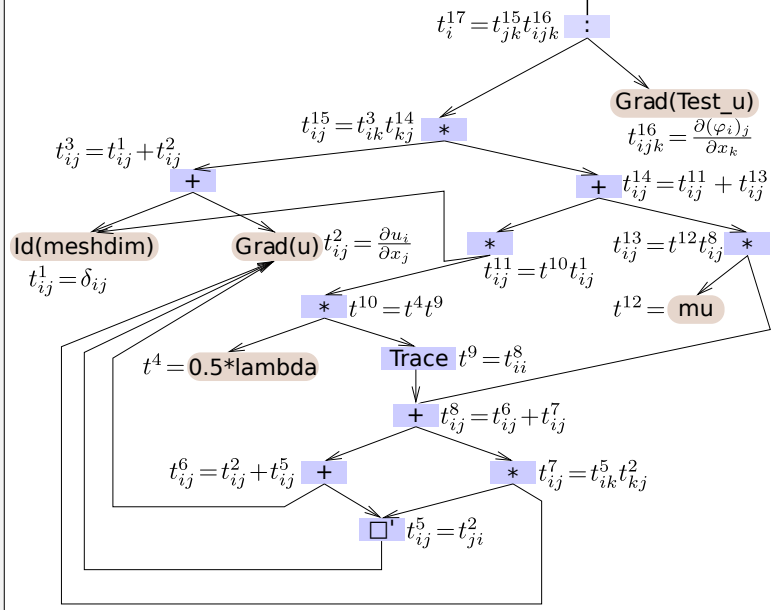 t_i^{17} = t_{jk}^{15} t_{ijk}^{16} :
Grad(Test_u)
t_{ijk}^{16} = \frac{∂(φ_i)_j}{∂x_k}
t_{ij}^{15} = t_{ik}^{3} t_{kj}^{14} *
t_{ij}^{3} = t_{ij}^{1} + t_{ij}^{2}
+
+ t_{ij}^{14} = t_{ij}^{11} + t_{ij}^{13}
Id(meshdim)
t_{ij}^{1} = δ_{ij}
Grad(u) t_{ij}^{2} = \frac{∂u_i}{∂x_j}
*
t_{ij}^{11} = t^{10} t_{ij}^{1}
t_{ij}^{13} = t^{12} t_{ij}^{8} *
* t^{10} = t^{4} t^{9}
t^{12} = mu
t^{4} = 0.5*lambda
Trace t^{9} = t_{ii}^{8}
+ t_{ij}^{8} = t_{ij}^{6} + t_{ij}^{7}
t_{ij}^{6} = t_{ij}^{2} + t_{ij}^{5} +
* t_{ij}^{7} = t_{ik}^{5} t_{kj}^{2}
□' t_{ij}^{5} = t_{ji}^{2}